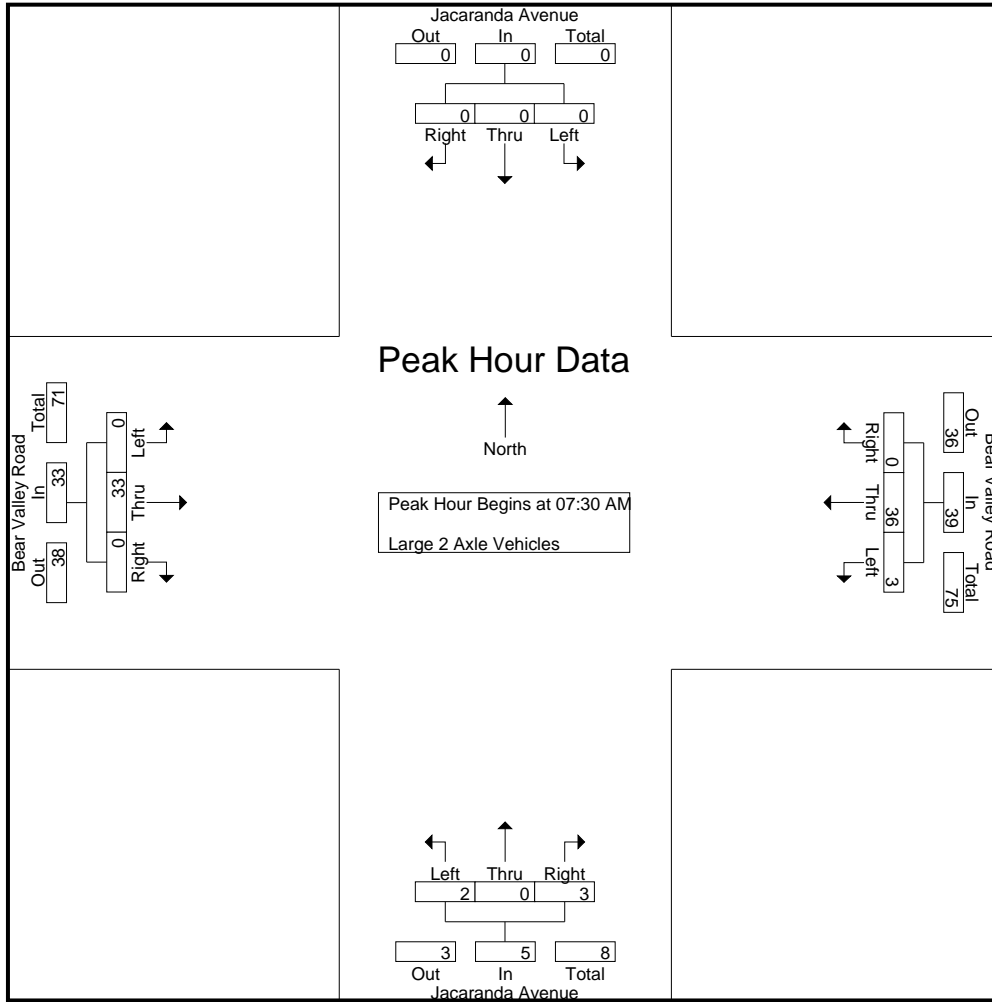 Jacaranda Avenue
Out In Total
0 0 0
0 0 0
Right Thru Left
Peak Hour Data
North
Peak Hour Begins at 07:30 AM
Large 2 Axle Vehicles
Bear Valley Road
Total In Out
71 33 38
0 33 0
Left Thru Right
Bear Valley Road
Out In Total
36 39 75
0 36 3
Right Thru Left
Left Thru Right
2 0 3
3 5 8
Out In Total
Jacaranda Avenue